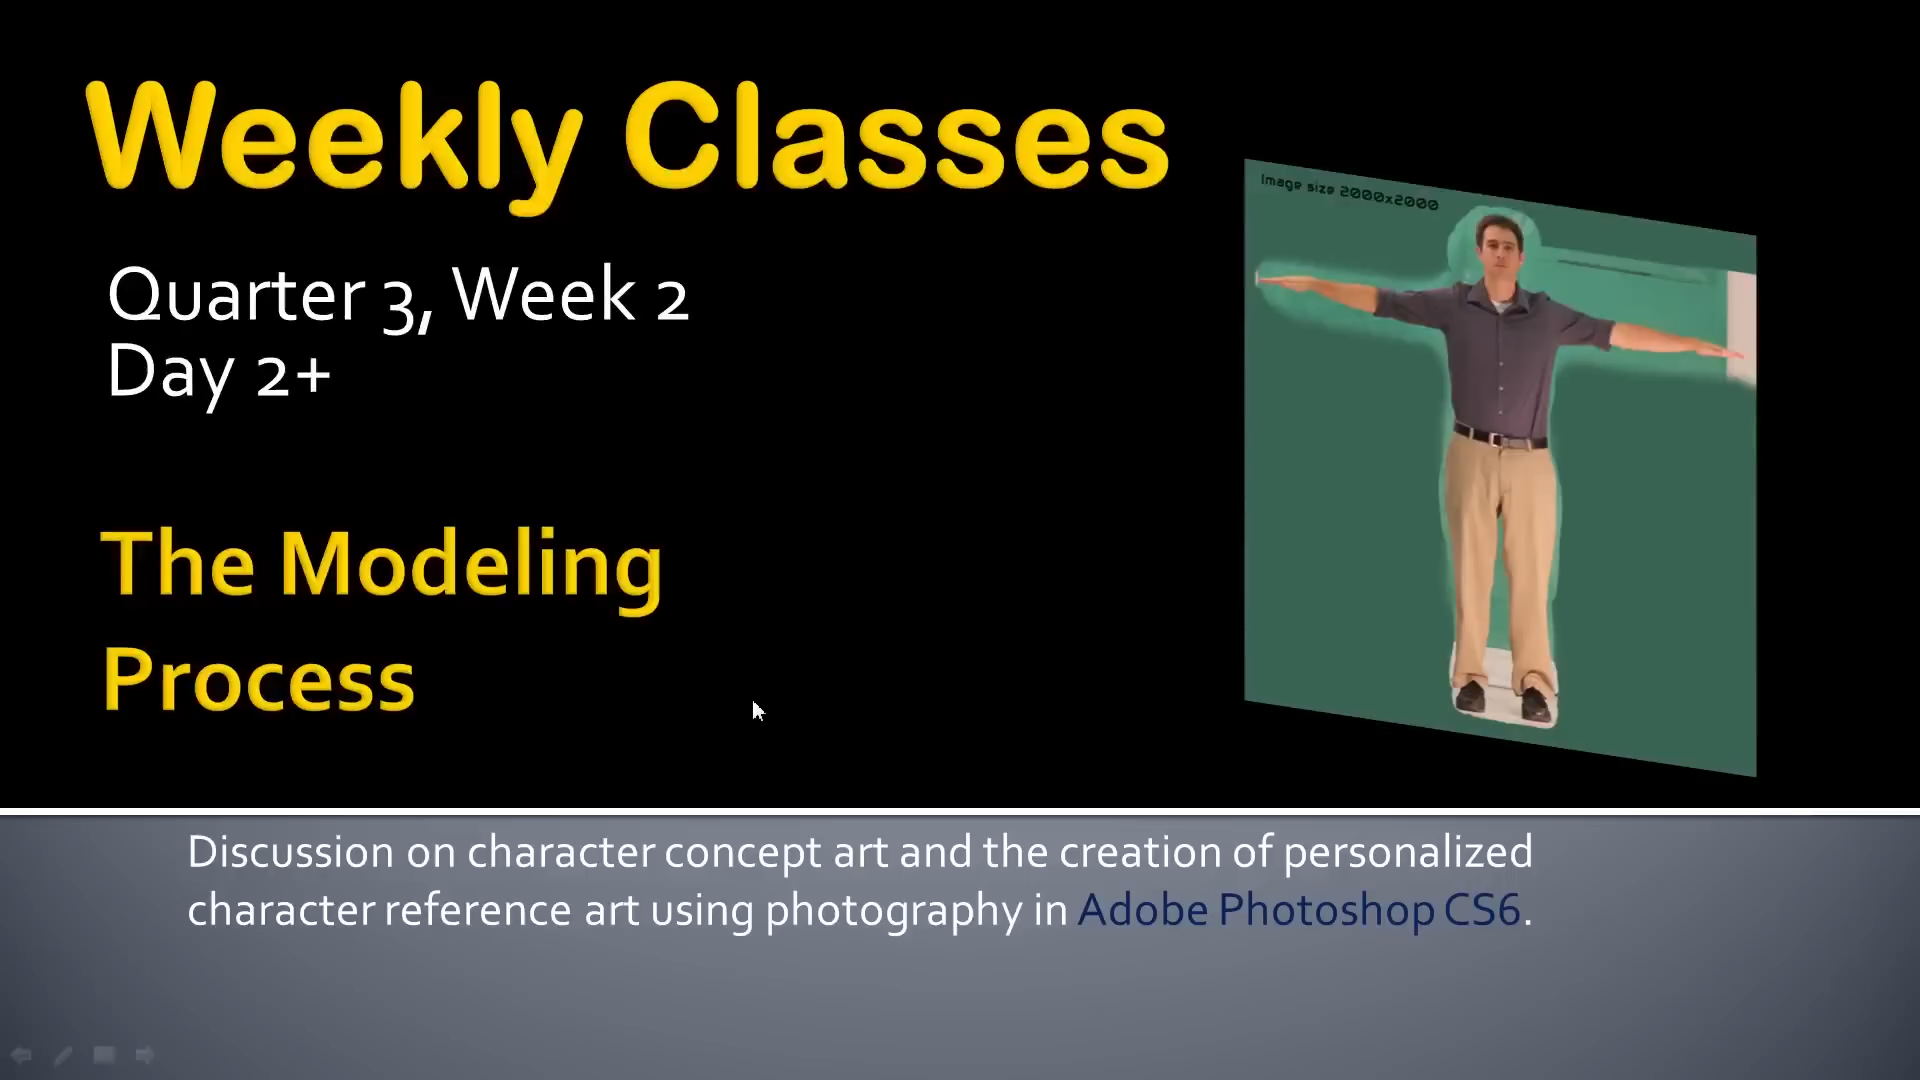 Weekly Classes
Quarter 3, Week 2
Day 2+
Image size 2000x2000
The Modeling
Process
Discussion on character concept art and the creation of personalized
character reference art using photography in Adobe Photoshop CS6.